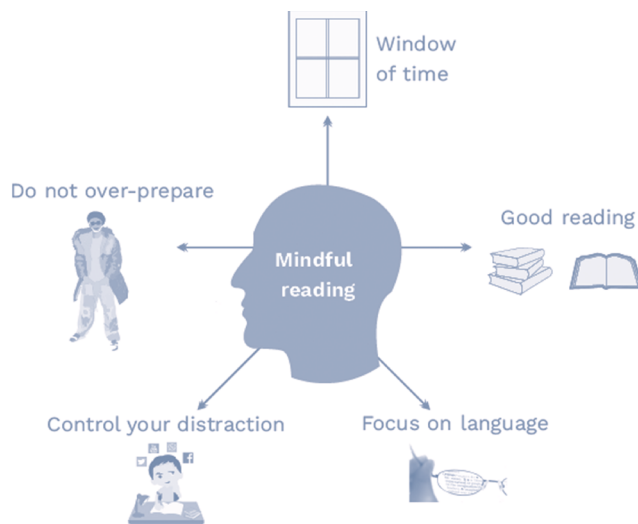 Window
of time
Do not over-prepare
Good reading
Mindful
reading
Control your distraction
Focus on language